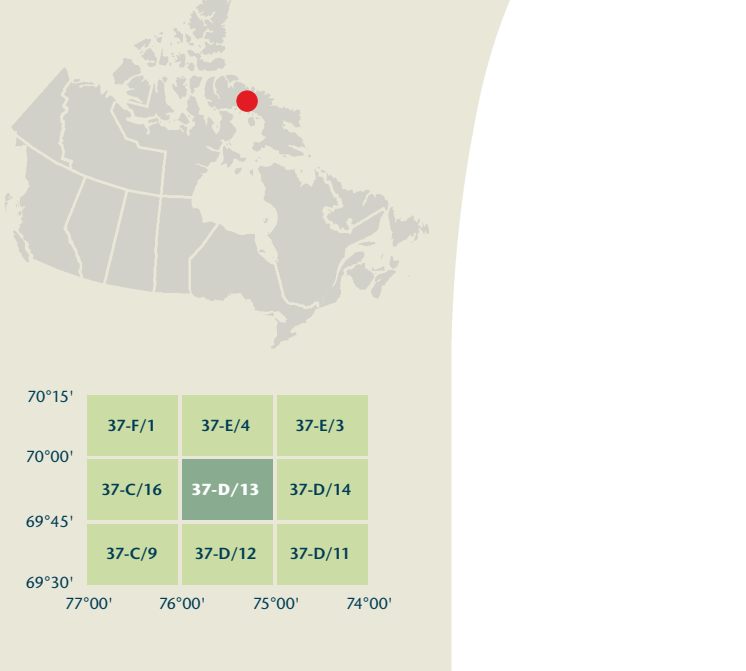 70°15'
37-F/1 37-E/4 37-E/3
70°00'
37-C/16 37-D/13 37-D/14
69°45'
37-C/9 37-D/12 37-D/11
69°30'
77°00' 76°00' 75°00' 74°00'